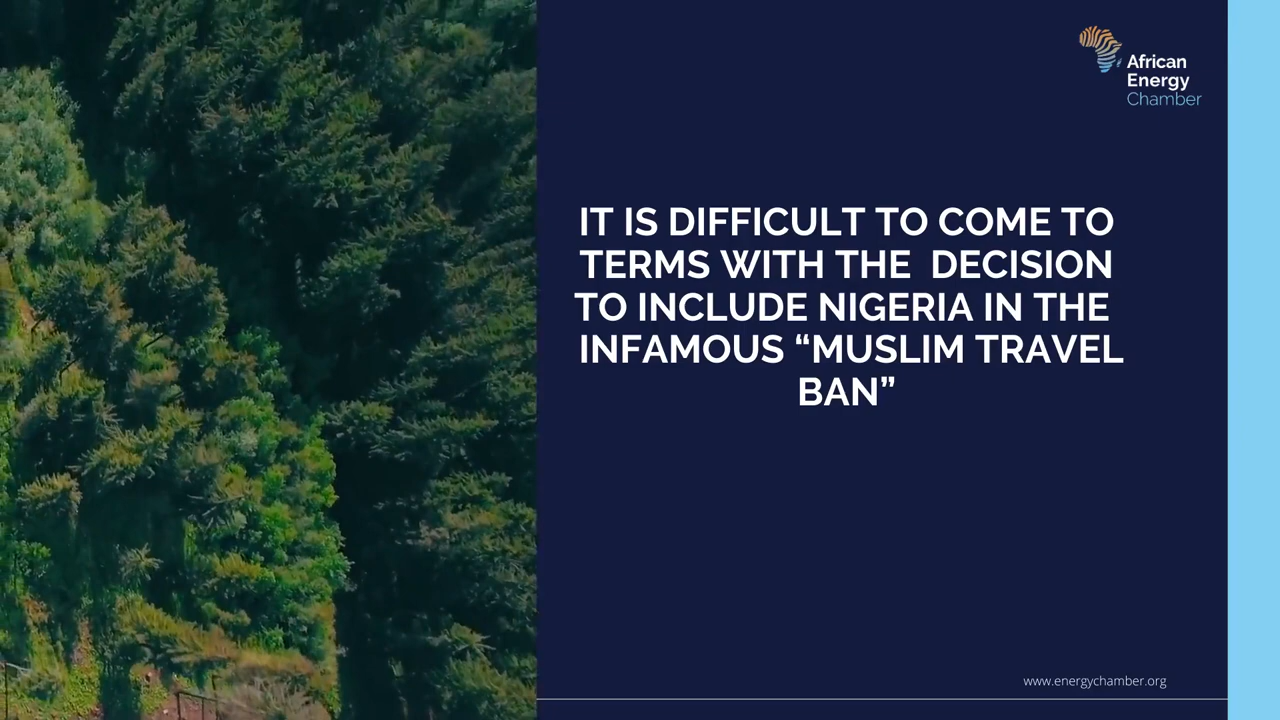 African
Energy
Chamber
IT IS DIFFICULT TO COME TO
TERMS WITH THE DECISION
TO INCLUDE NIGERIA IN THE
INFAMOUS “MUSLIM TRAVEL
BAN”
www.energychamber.org